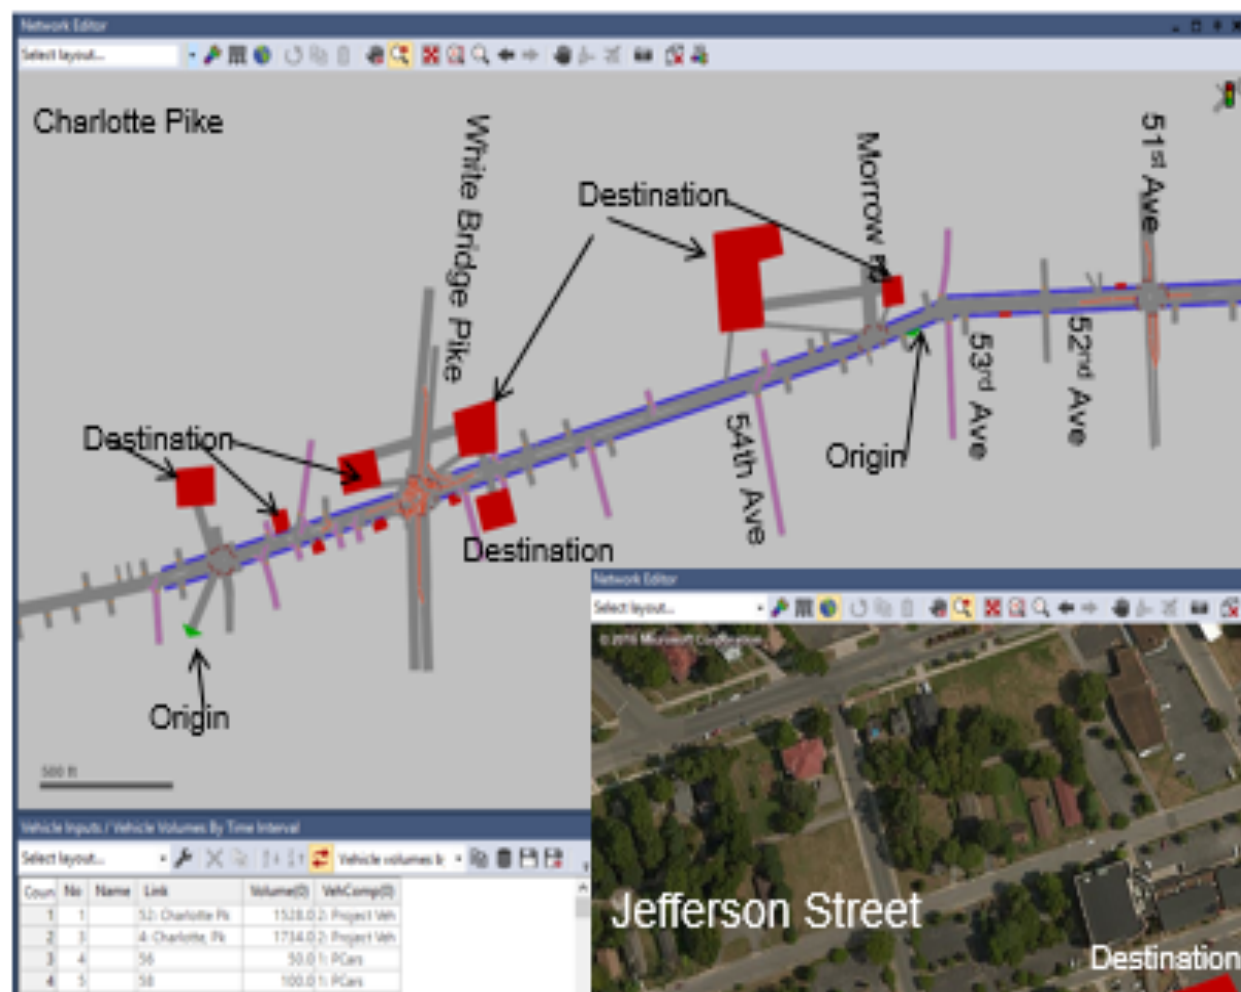 Network Editor
Select layout...
Charlotte Pike
White Bridge Pike
Destination
Morrow
51st Ave
Destination
53rd Ave
52nd Ave
54th Ave
Origin
Destination
Origin
500 ft
Network Editor
Select layout...
© 2016 Microsoft Corporation
Jefferson Street
Destination
Vehicle Inputs / Vehicle Volumes By Time Interval
Select layout... Vehicle volumes b
Coun No Name Link Volume(0) VehComp(0)
1 1 52: Charlotte Pk 1528.0 2: Project Veh
2 3 4: Charlotte, Pk 1734.0 2: Project Veh
3 4 56 50.0 1: PCars
4 5 58 100.0 1: PCars